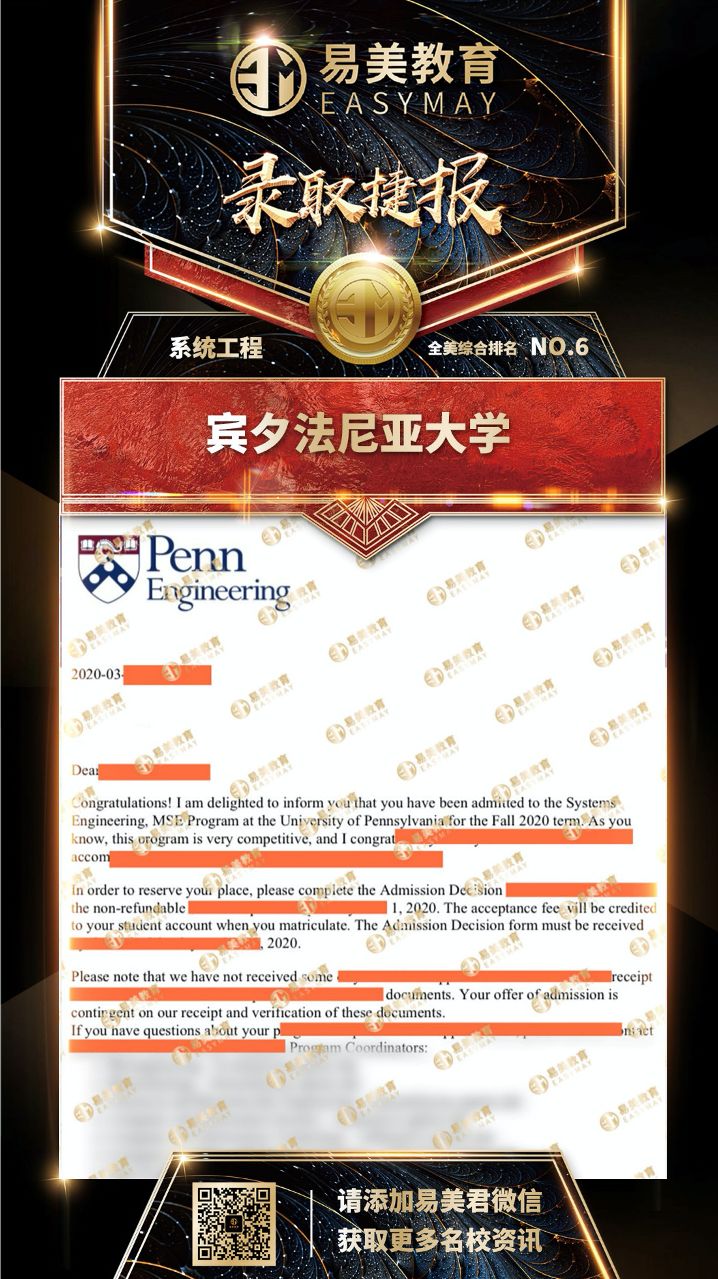 易美教育
EASYMAY
录取捷报
系统工程
全美综合排名 NO.6
宾夕法尼亚大学
Penn
Engineering
2020-03-
Dear
Congratulations! I am delighted to inform you that you have been admitted to the Systems
Engineering, MSE Program at the University of Pennsylvania for the Fall 2020 term. As you
know, this program is very competitive, and I congrat
accom
In order to reserve your place, please complete the Admission Decision
the non-refundable 1, 2020. The acceptance fee will be credited
to your student account when you matriculate. The Admission Decision form must be received
, 2020.
Please note that we have not received some receipt
documents. Your offer of admission is
contingent on our receipt and verification of these documents.
If you have questions about your p
Program Coordinators:
请添加易美君微信
获取更多名校资讯